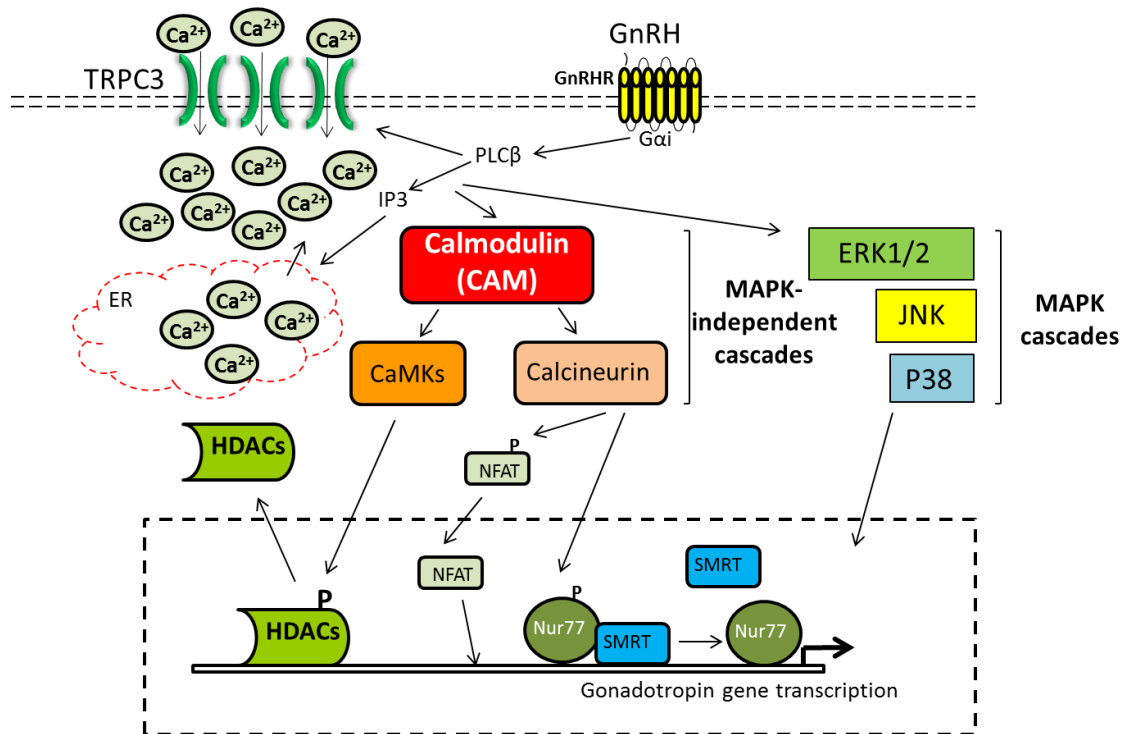 Ca2+
Ca2+
Ca2+
GnRH
TRPC3
GnRHR
Gαi
PLCβ
Ca2+
Ca2+
Ca2+
IP3
Ca2+
Ca2+
Ca2+
Ca2+
Calmodulin
(CAM)
ERK1/2
ER
Ca2+
Ca2+
Ca2+
Ca2+
MAPK-
independent
cascades
JNK
MAPK
cascades
CaMKs
Calcineurin
P38
HDACs
P
NFAT
SMRT
NFAT
P
HDACs
P
Nur77
SMRT
Nur77
Gonadotropin gene transcription